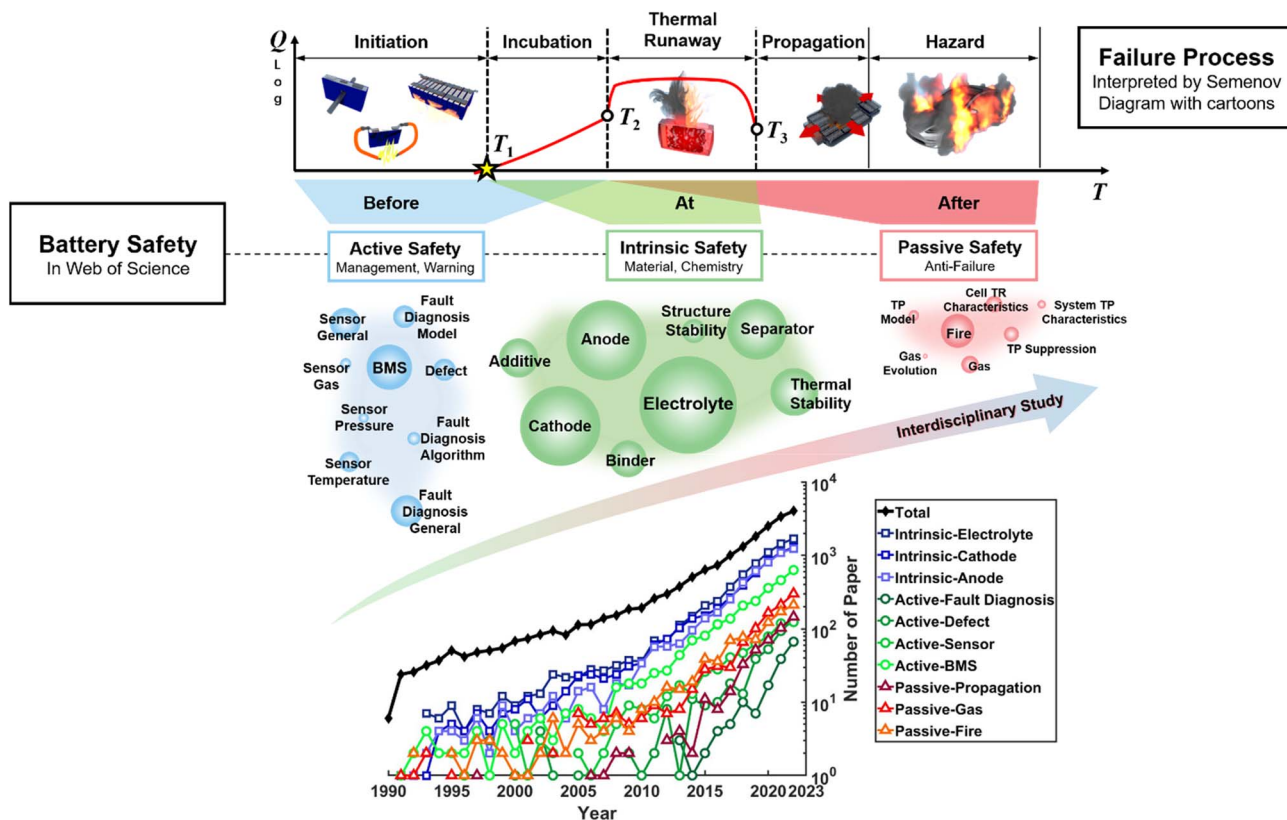 Q
Log
Initiation
Incubation
Thermal
Runaway
Propagation
Hazard
T1
T2
T3
T
Failure Process
Interpreted by Semenov
Diagram with cartoons
Before
At
After
Battery Safety
In Web of Science
Active Safety
Management, Warning
Intrinsic Safety
Material, Chemistry
Passive Safety
Anti-Failure
Sensor
General
Fault
Diagnosis
Model
Sensor
Gas
BMS
Defect
Sensor
Pressure
Fault
Diagnosis
Algorithm
Sensor
Temperature
Fault
Diagnosis
General
Additive
Anode
Structure
Stability
Separator
Cathode
Electrolyte
Thermal
Stability
Binder
TP
Model
Cell TR
Characteristics
System TP
Characteristics
Fire
TP Suppression
Gas
Evolution
Gas
Interdisciplinary Study
10^4
10^3
10^2
10^1
10^0
Number of Paper
1990
1995
2000
2005
2010
2015
2020
2023
Year
Total
Intrinsic-Electrolyte
Intrinsic-Cathode
Intrinsic-Anode
Active-Fault Diagnosis
Active-Defect
Active-Sensor
Active-BMS
Passive-Propagation
Passive-Gas
Passive-Fire